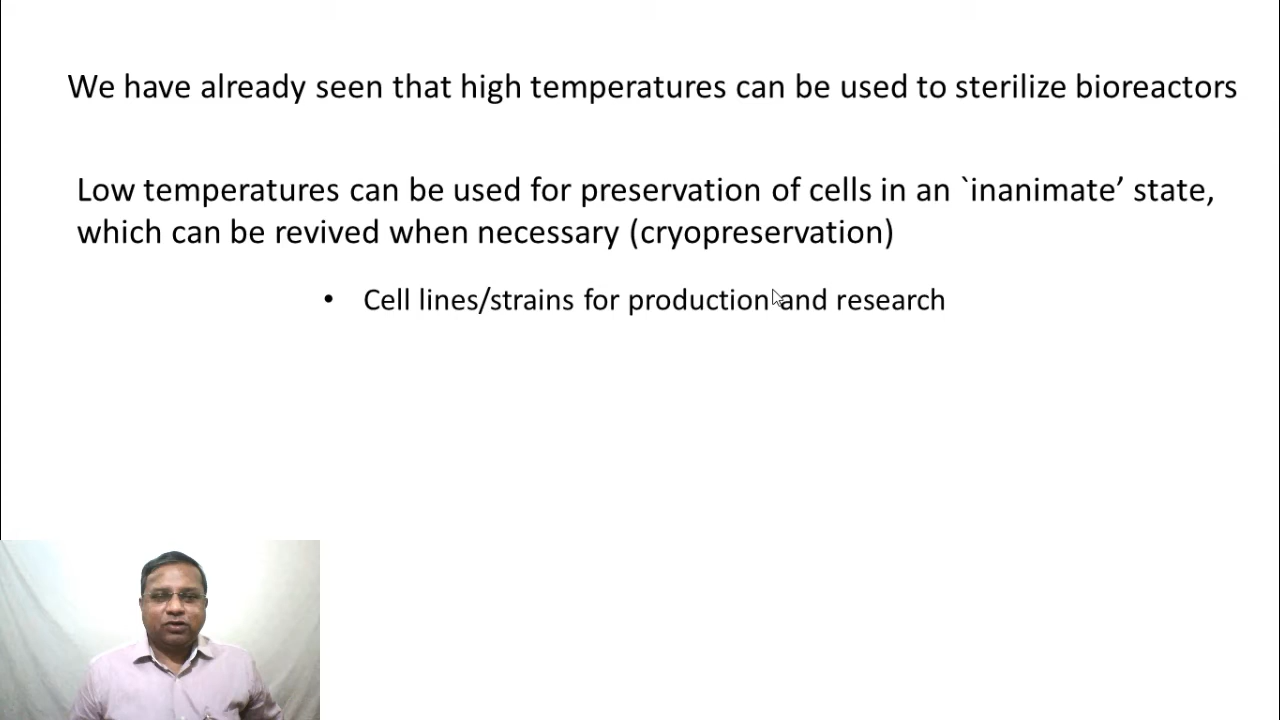 We have already seen that high temperatures can be used to sterilize bioreactors
Low temperatures can be used for preservation of cells in an `inanimate’ state,
which can be revived when necessary (cryopreservation)
• Cell lines/strains for production and research